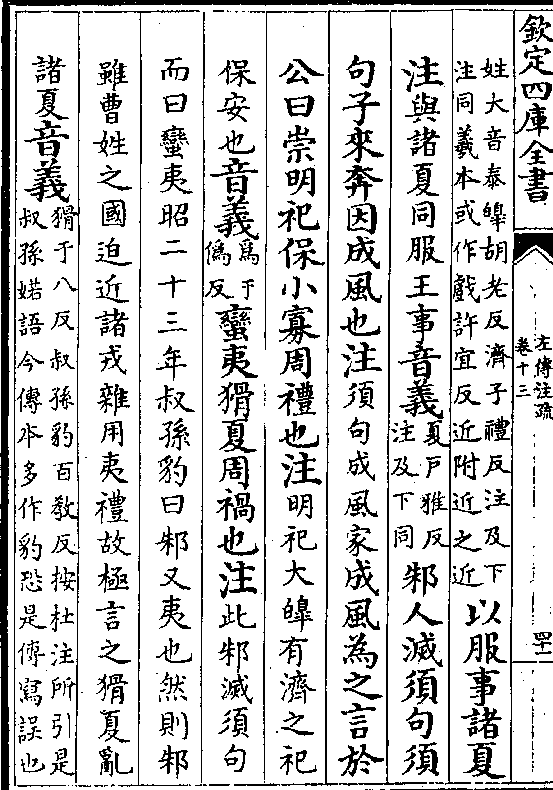 欽定四庫全書
左傳注疏
卷十三
四十一
姓大音泰皥胡老反濟子禮反注及下
注同羲本或作戲許宜反近附近之近
以服事諸夏
注與諸夏同服王事音義
夏戶雅反
注及下同
邾人滅須句須
句子來奔因成風也注須句成風家成風為之言於
公曰崇明祀保小寡周禮也注明祀大皥有濟之祀
保安也音義
爲于
僞反
蠻夷猾夏周禍也注此邾滅須句
而曰蠻夷昭二十三年叔孫豹曰邾又夷也然則邾
雖曹姓之國迫近諸戎雜用夷禮故極言之猾夏亂
諸夏音義
猾于八反叔孫豹百敎反按杜注所引是
叔孫婼語今傳本多作豹恐是傳寫誤也